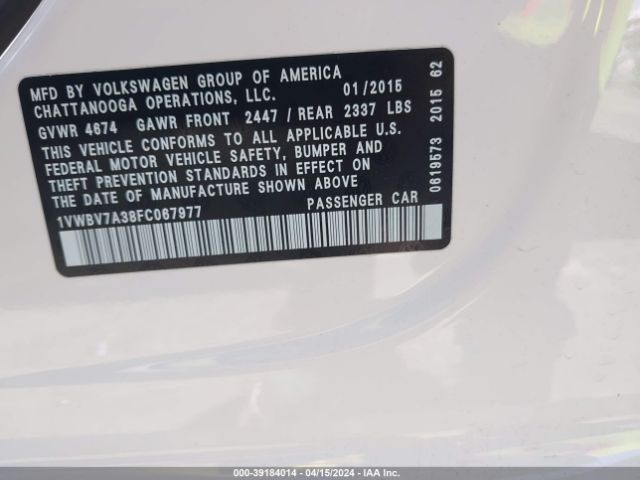 MFD BY VOLKSWAGEN GROUP OF AMERICA
CHATTANOOGA OPERATIONS, LLC. 01/2015
GVWR 4674 GAWR FRONT 2447 / REAR 2337 LBS
THIS VEHICLE CONFORMS TO ALL APPLICABLE U.S.
FEDERAL MOTOR VEHICLE SAFETY, BUMPER AND
THEFT PREVENTION STANDARDS IN EFFECT ON
THE DATE OF MANUFACTURE SHOWN ABOVE
1VWBV7A38FC067977 PASSENGER CAR
0619573 2015 62
000-39184014 - 04/15/2024 - IAA Inc.